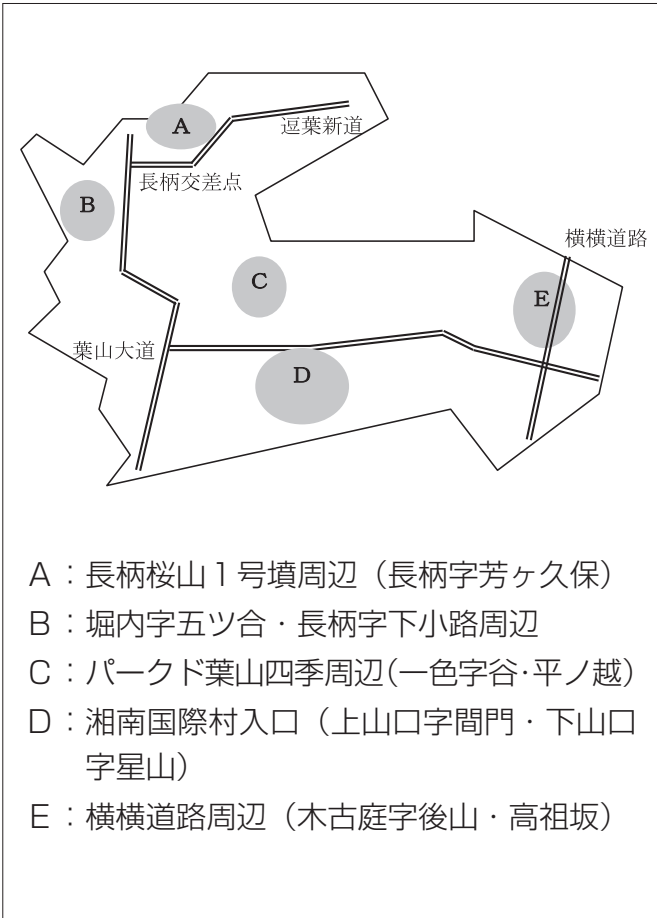 A
逗葉新道
長柄交差点
B
横横道路
C
E
葉山大道
D
A：長柄桜山１号墳周辺（長柄字芳ヶ久保）
B：堀内字五ツ合・長柄字下小路周辺
C：パークド葉山四季周辺(一色字谷･平ノ越)
D：湘南国際村入口（上山口字間門・下山口
字星山）
E：横横道路周辺（木古庭字後山・高祖坂）